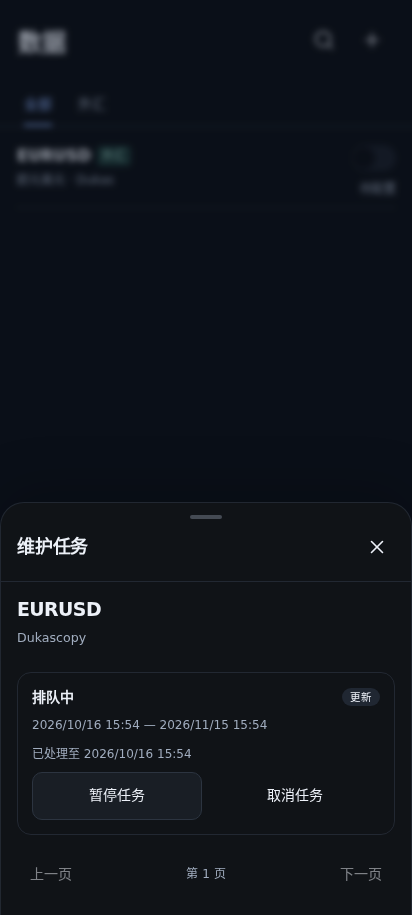 数据
全部 外汇
EURUSD 外汇
维护任务
EURUSD
Dukascopy
排队中 更新
2026/10/16 15:54 — 2026/11/15 15:54
已处理至 2026/10/16 15:54
暂停任务 取消任务
上一页 第 1 页 下一页